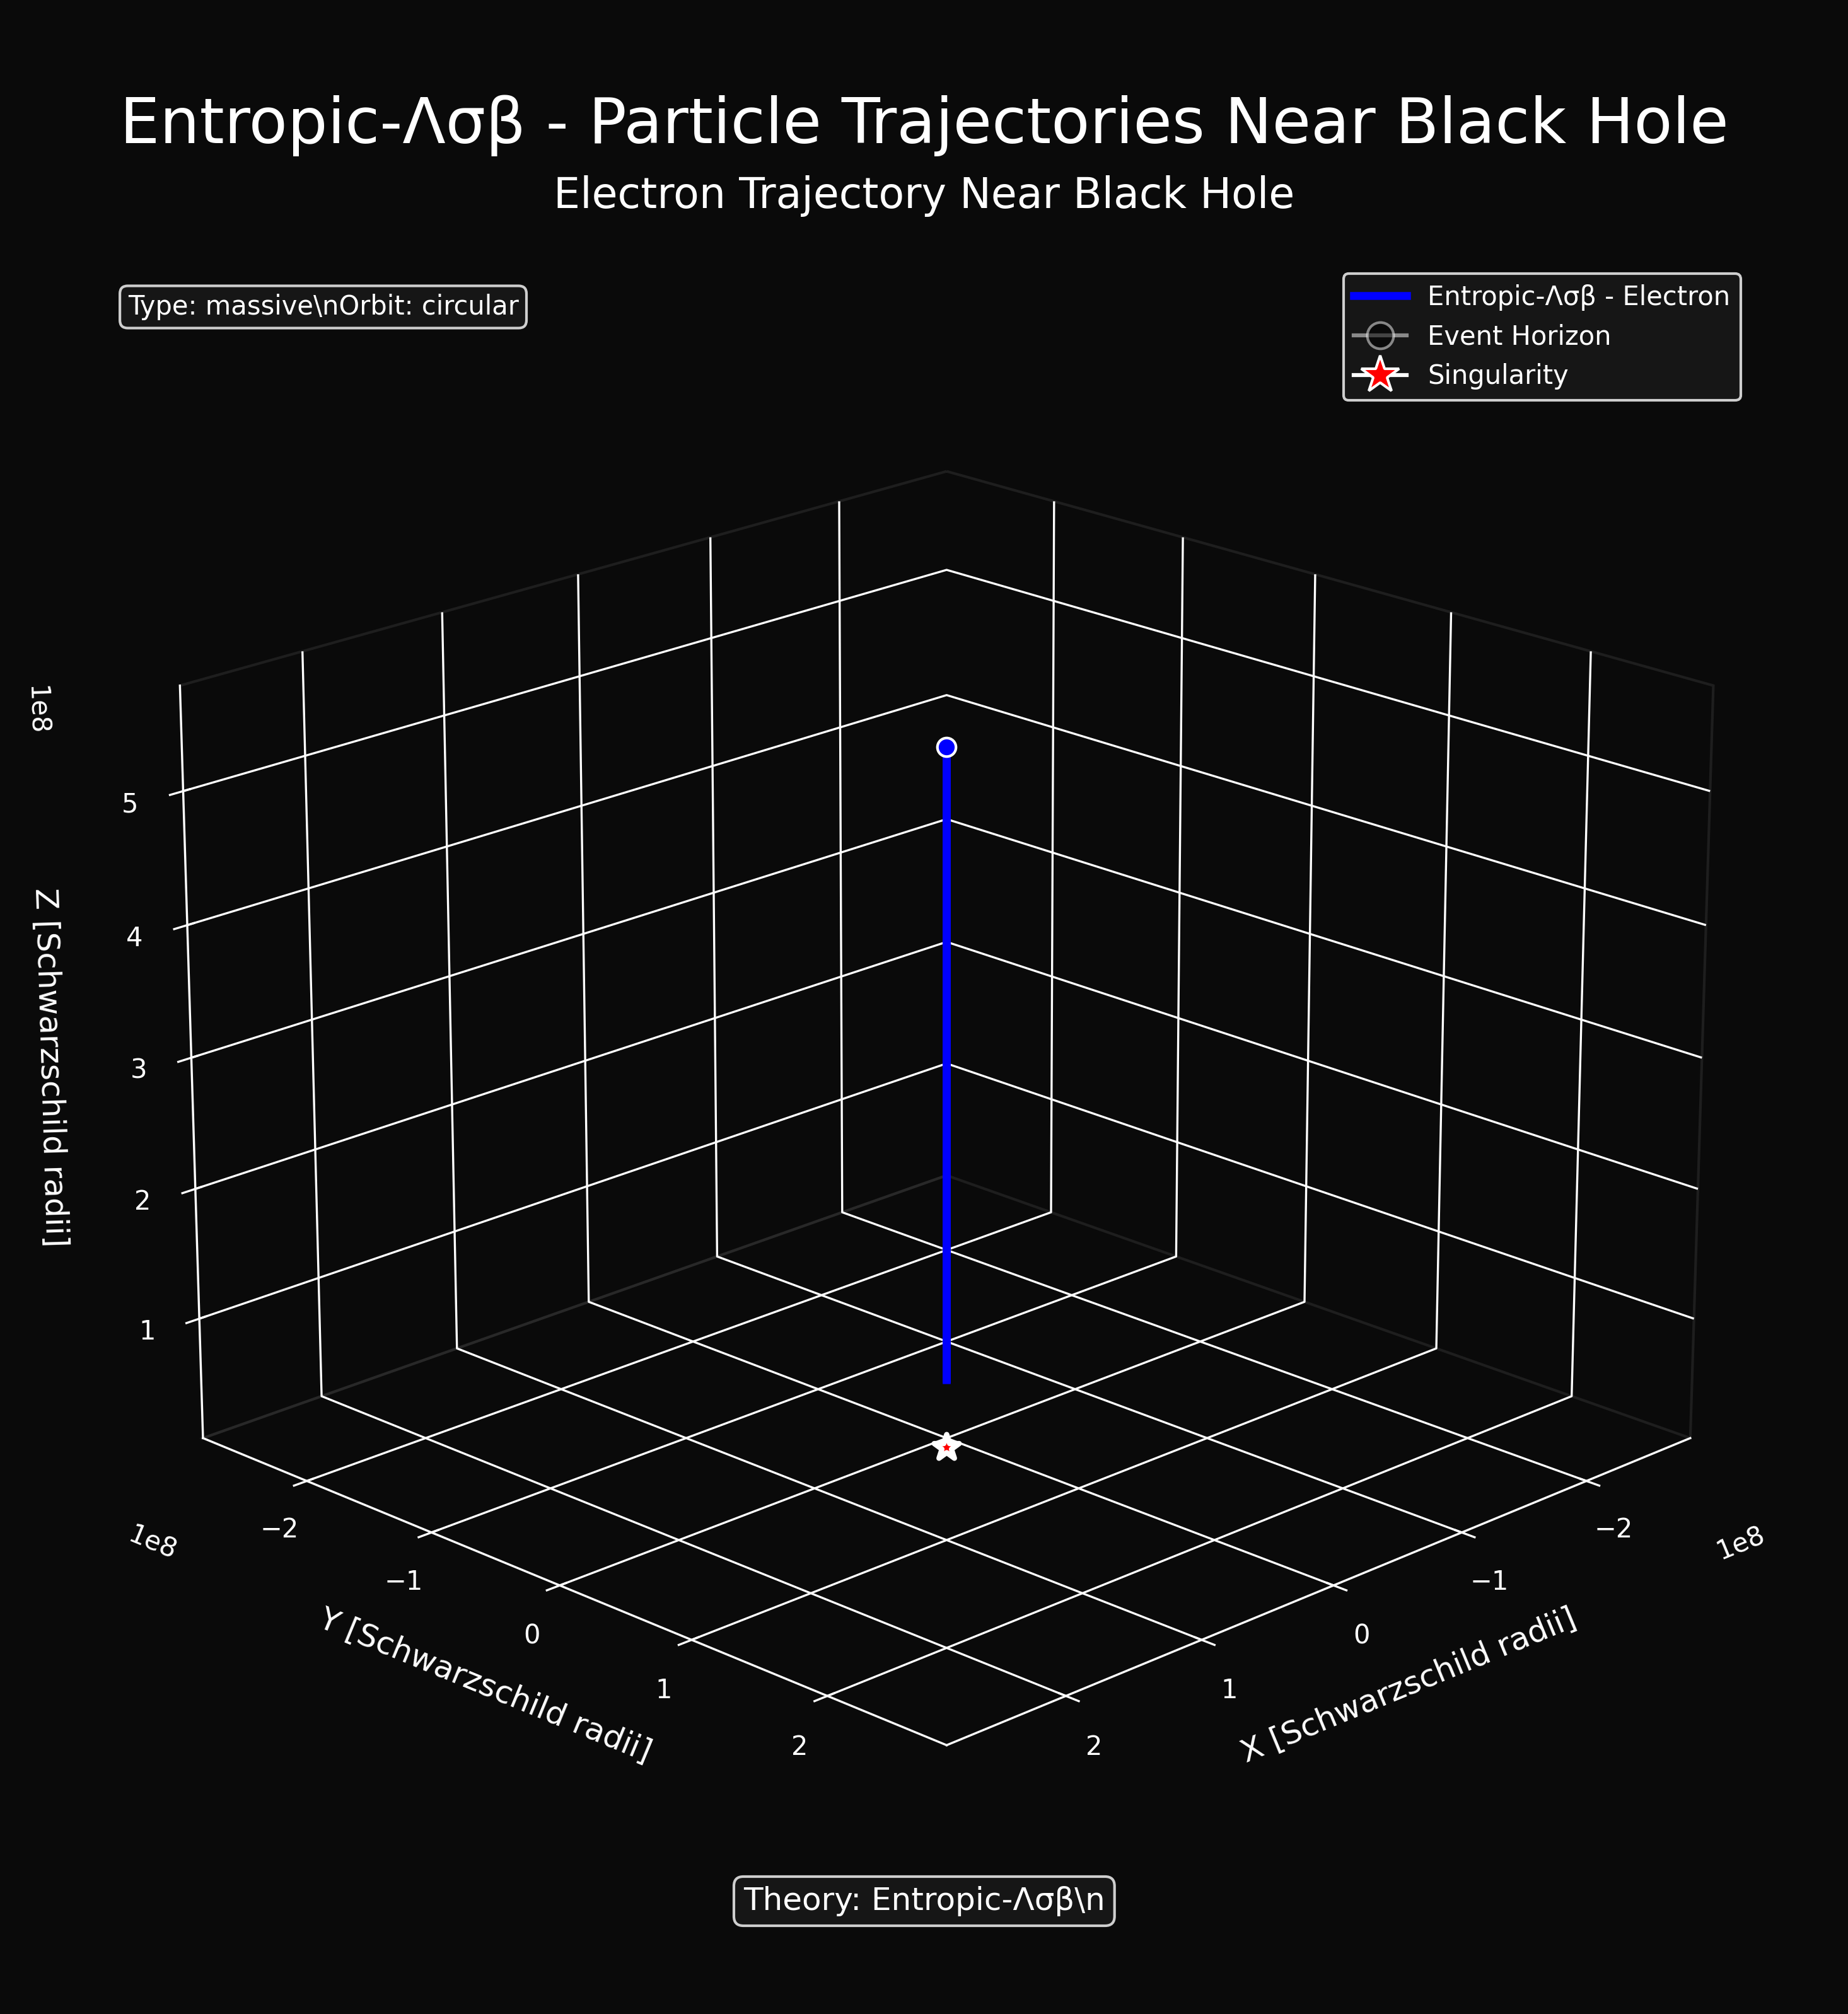 Entropic-Λσβ - Particle Trajectories Near Black Hole
Electron Trajectory Near Black Hole
Type: massive\nOrbit: circular
Entropic-Λσβ - Electron
Event Horizon
Singularity
1e8
5
4
3
2
1
Z [Schwarzschild radii]
1e8
−2
−1
0
1
2
Y [Schwarzschild radii]
2
1
0
−1
−2
1e8
X [Schwarzschild radii]
Theory: Entropic-Λσβ\n